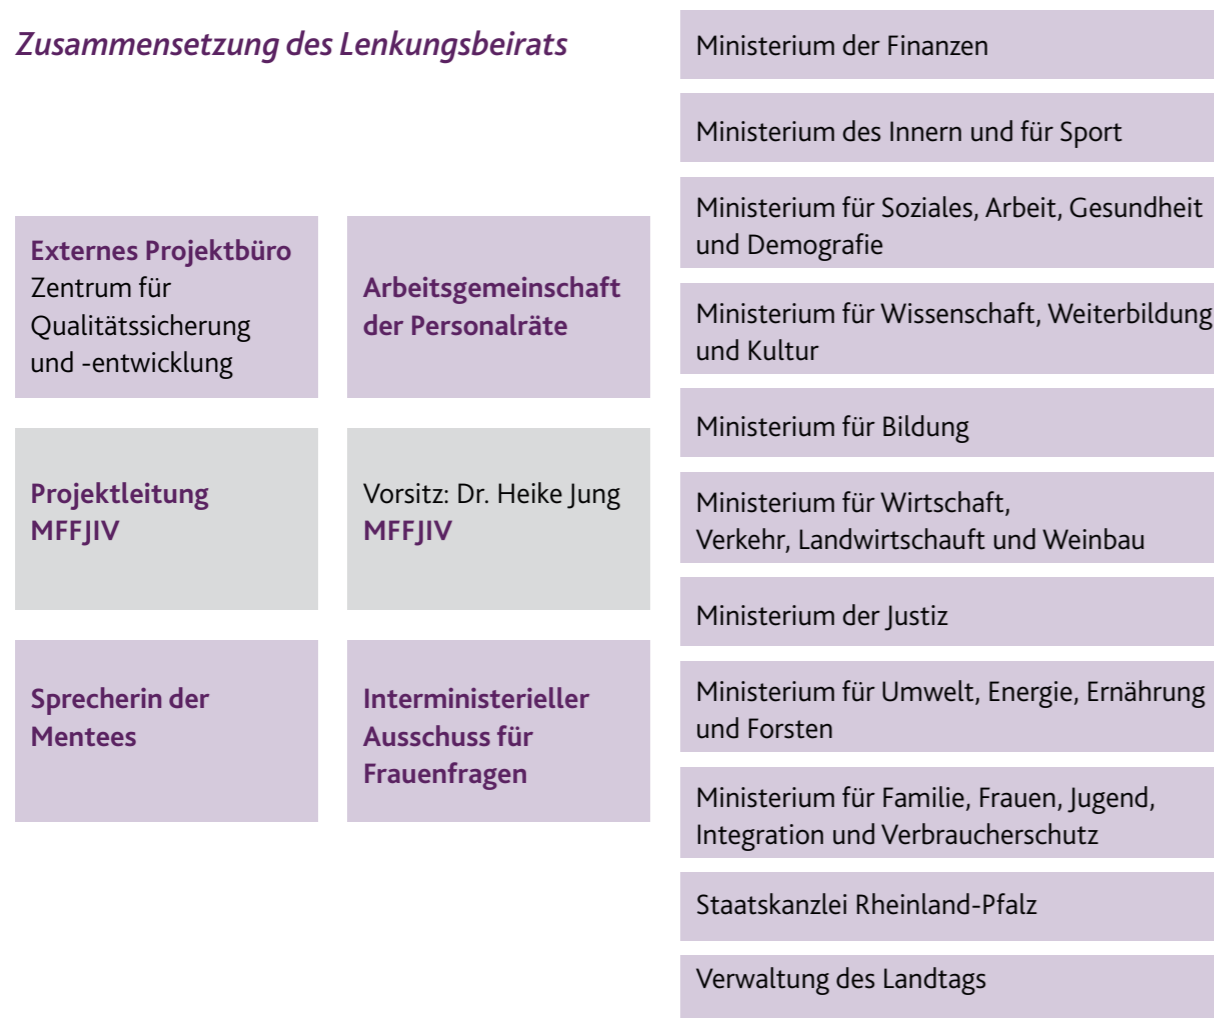 Zusammensetzung des Lenkungsbeirats
Externes Projektbüro
Zentrum für
Qualitätssicherung
und -entwicklung
Arbeitsgemeinschaft
der Personalräte
Projektleitung
MFFJIV
Vorsitz: Dr. Heike Jung
MFFJIV
Sprecherin der
Mentees
Interministerieller
Ausschuss für
Frauenfragen
Ministerium der Finanzen
Ministerium des Innern und für Sport
Ministerium für Soziales, Arbeit, Gesundheit
und Demografie
Ministerium für Wissenschaft, Weiterbildung
und Kultur
Ministerium für Bildung
Ministerium für Wirtschaft,
Verkehr, Landwirtschauft und Weinbau
Ministerium der Justiz
Ministerium für Umwelt, Energie, Ernährung
und Forsten
Ministerium für Familie, Frauen, Jugend,
Integration und Verbraucherschutz
Staatskanzlei Rheinland-Pfalz
Verwaltung des Landtags